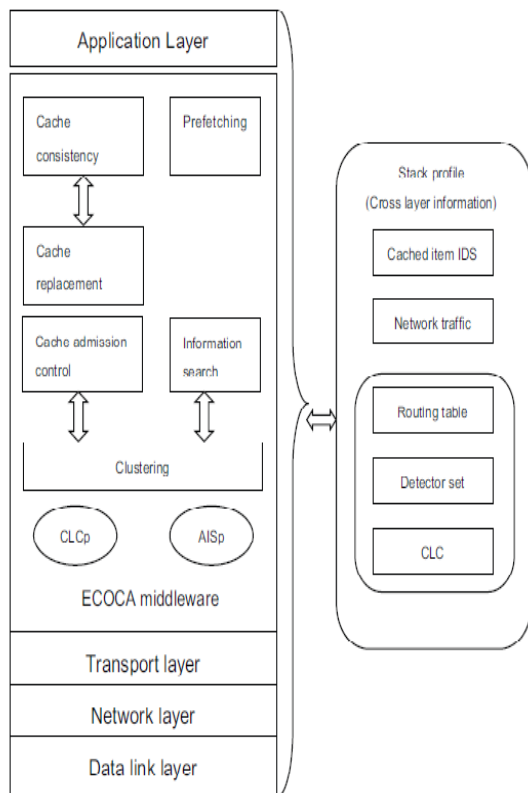 Application Layer
Cache
consistency
Prefetching
Cache
replacement
Cache admission
control
Information
search
Clustering
CLCp
AISp
ECOCA middleware
Transport layer
Network layer
Data link layer
Stack profile
(Cross layer information)
Cached item IDS
Network traffic
Routing table
Detector set
CLC